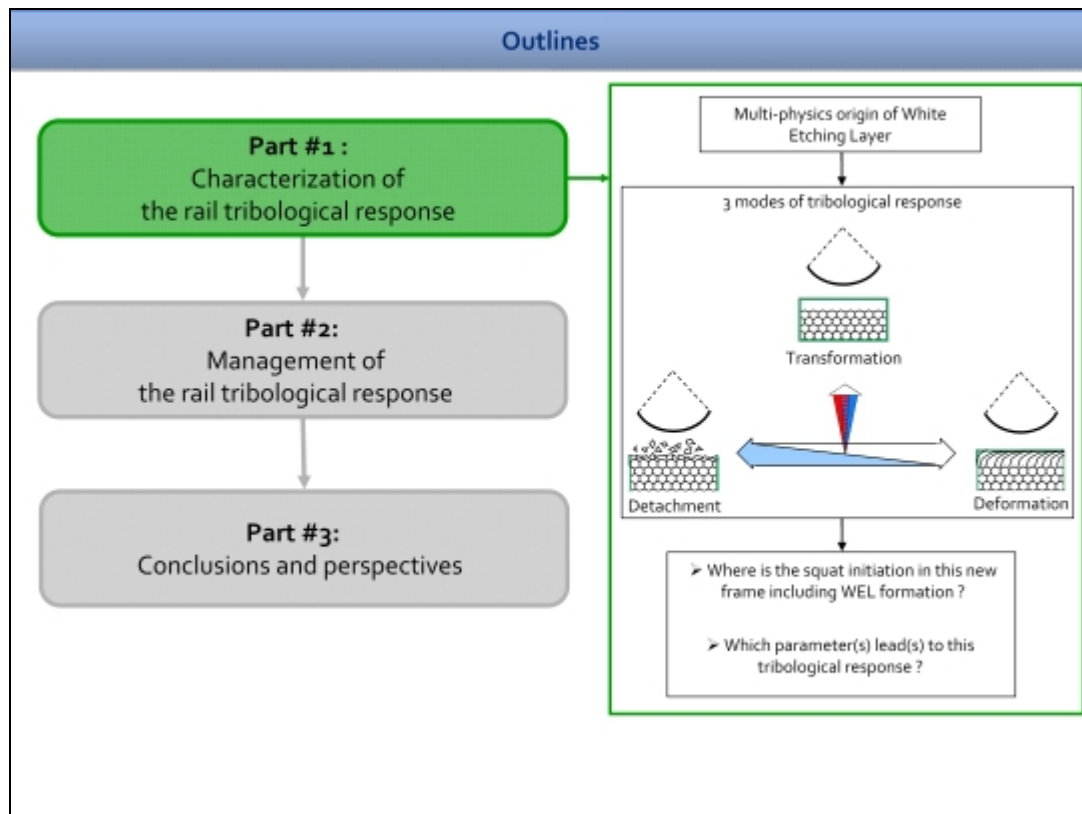 Outlines
Part #1 :
Characterization of
the rail tribological response
Part #2:
Management of
the rail tribological response
Part #3:
Conclusions and perspectives
Multi-physics origin of White
Etching Layer
3 modes of tribological response
Transformation
Detachment
Deformation
➢ Where is the squat initiation in this new
frame including WEL formation ?
➢ Which parameter(s) lead(s) to this
tribological response ?